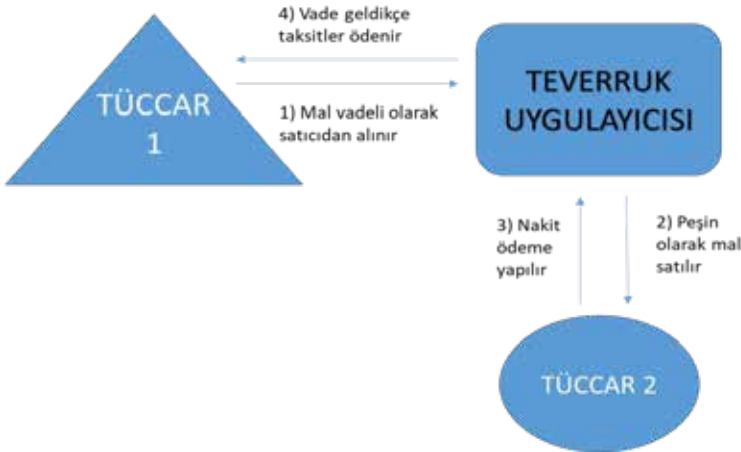 4) Vade geldikçe
taksitler ödenir
TÜCCAR
1
1) Mal vadeli olarak
satıcıdan alınır
TEVERRUK
UYGULAYICISI
3) Nakit
ödeme
yapılır
2) Peşin
olarak mal
satılır
TÜCCAR 2